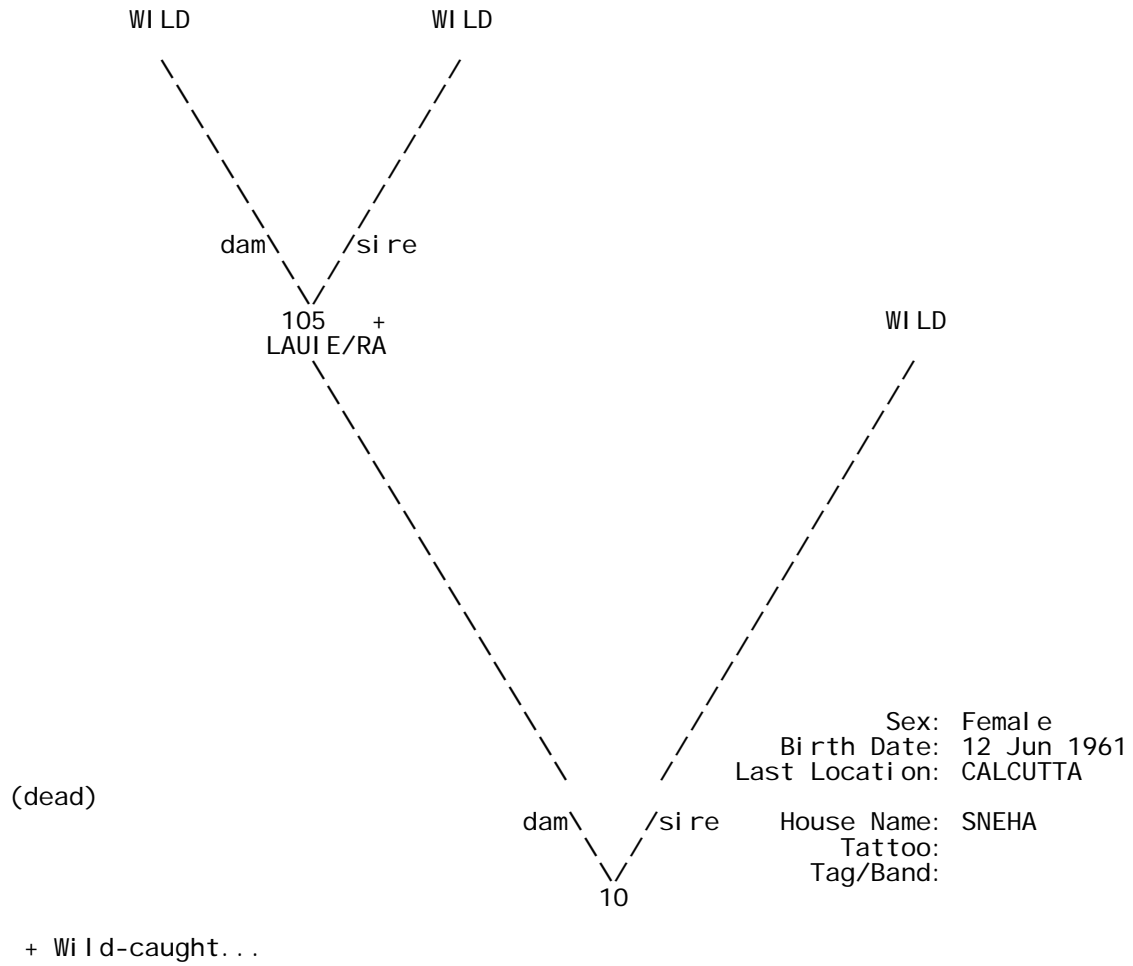 WILD WILD
dam sire
105 + WILD
LAUIE/RA
Sex: Female
Birth Date: 12 Jun 1961
Last Location: CALCUTTA
(dead)
dam sire House Name: SNEHA
Tattoo:
Tag/Band:
10
+ Wild-caught...